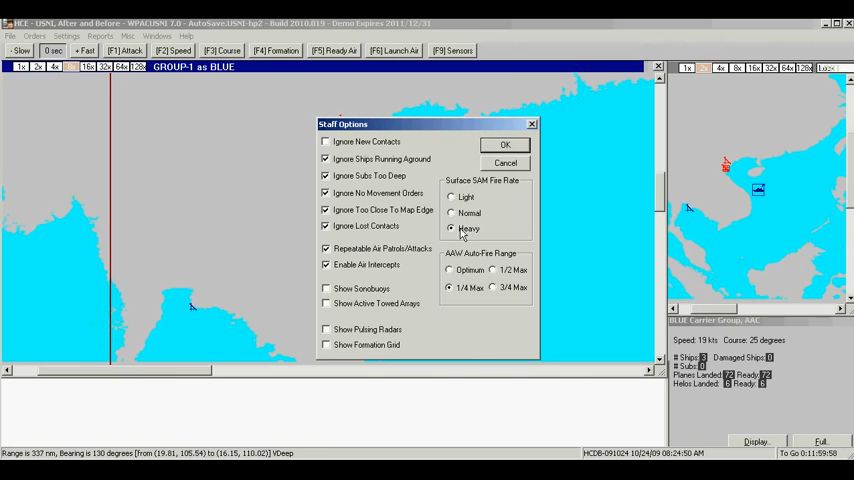 HCE - USNI, After and Before - WPACUSNI 7.0 - AutoSave.USNI-hp2 - Build 2010.019 - Demo Expires 2011/12/31
File Orders Settings Reports Misc Windows Help
- Slow 0 sec + Fast [F1] Attack [F2] Speed [F3] Course [F4] Formation [F5] Ready Air [F6] Launch Air [F9] Sensors
1x 2x 4x 8x 16x 32x 64x 128x GROUP-1 as BLUE
1x 2x 4x 8x 16x 32x 64x 128x
Staff Options
Ignore New Contacts
Ignore Ships Running Aground
Ignore Subs Too Deep
Ignore No Movement Orders
Ignore Too Close To Map Edge
Ignore Lost Contacts
Repeatable Air Patrols/Attacks
Enable Air Intercepts
Show Sonobuoys
Show Active Towed Arrays
Show Pulsing Radars
Show Formation Grid
OK
Cancel
Surface SAM Fire Rate
Light
Normal
Heavy
AAW Auto-Fire Range
Optimum 1/2 Max
1/4 Max 3/4 Max
BLUE Carrier Group, AAC
Speed: 19 kts Course: 25 degrees
# Ships: 3 Damaged Ships: 0
# Subs: 0
Planes Landed: 72 Ready: 72
Helos Landed: 6 Ready: 6
Display.. Full..
Range is 337 nm, Bearing is 130 degrees [from (19.81, 105.54) to (16.15, 110.02)] VDeep
HCDB-091024 10/24/09 08:24:50 AM To Go 0:11:59:58